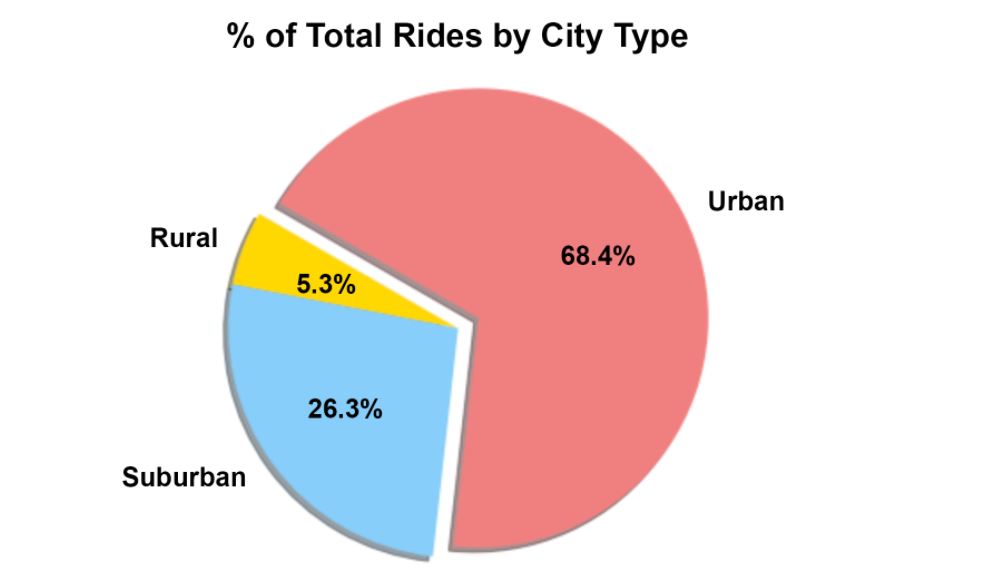 % of Total Rides by City Type
Urban
68.4%
Rural
5.3%
26.3%
Suburban